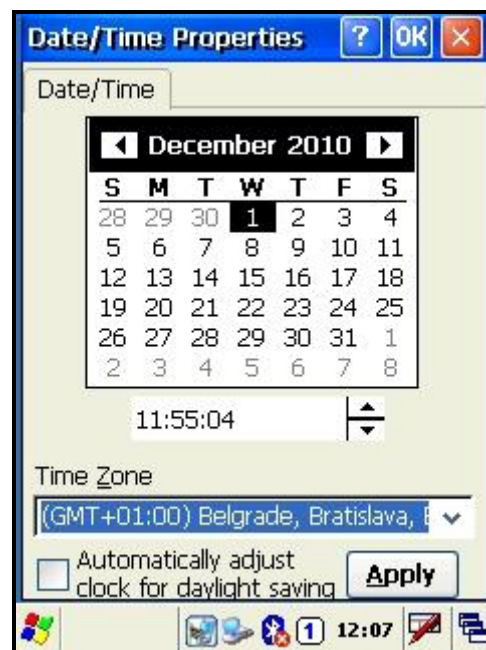 Date/Time Properties ? OK ×
Date/Time
December 2010
S M T W T F S
28 29 30 1 2 3 4
5 6 7 8 9 10 11
12 13 14 15 16 17 18
19 20 21 22 23 24 25
26 27 28 29 30 31 1
2 3 4 5 6 7 8
11:55:04
Time Zone
(GMT+01:00) Belgrade, Bratislava,
Automatically adjust
clock for daylight saving
Apply
1 12:07